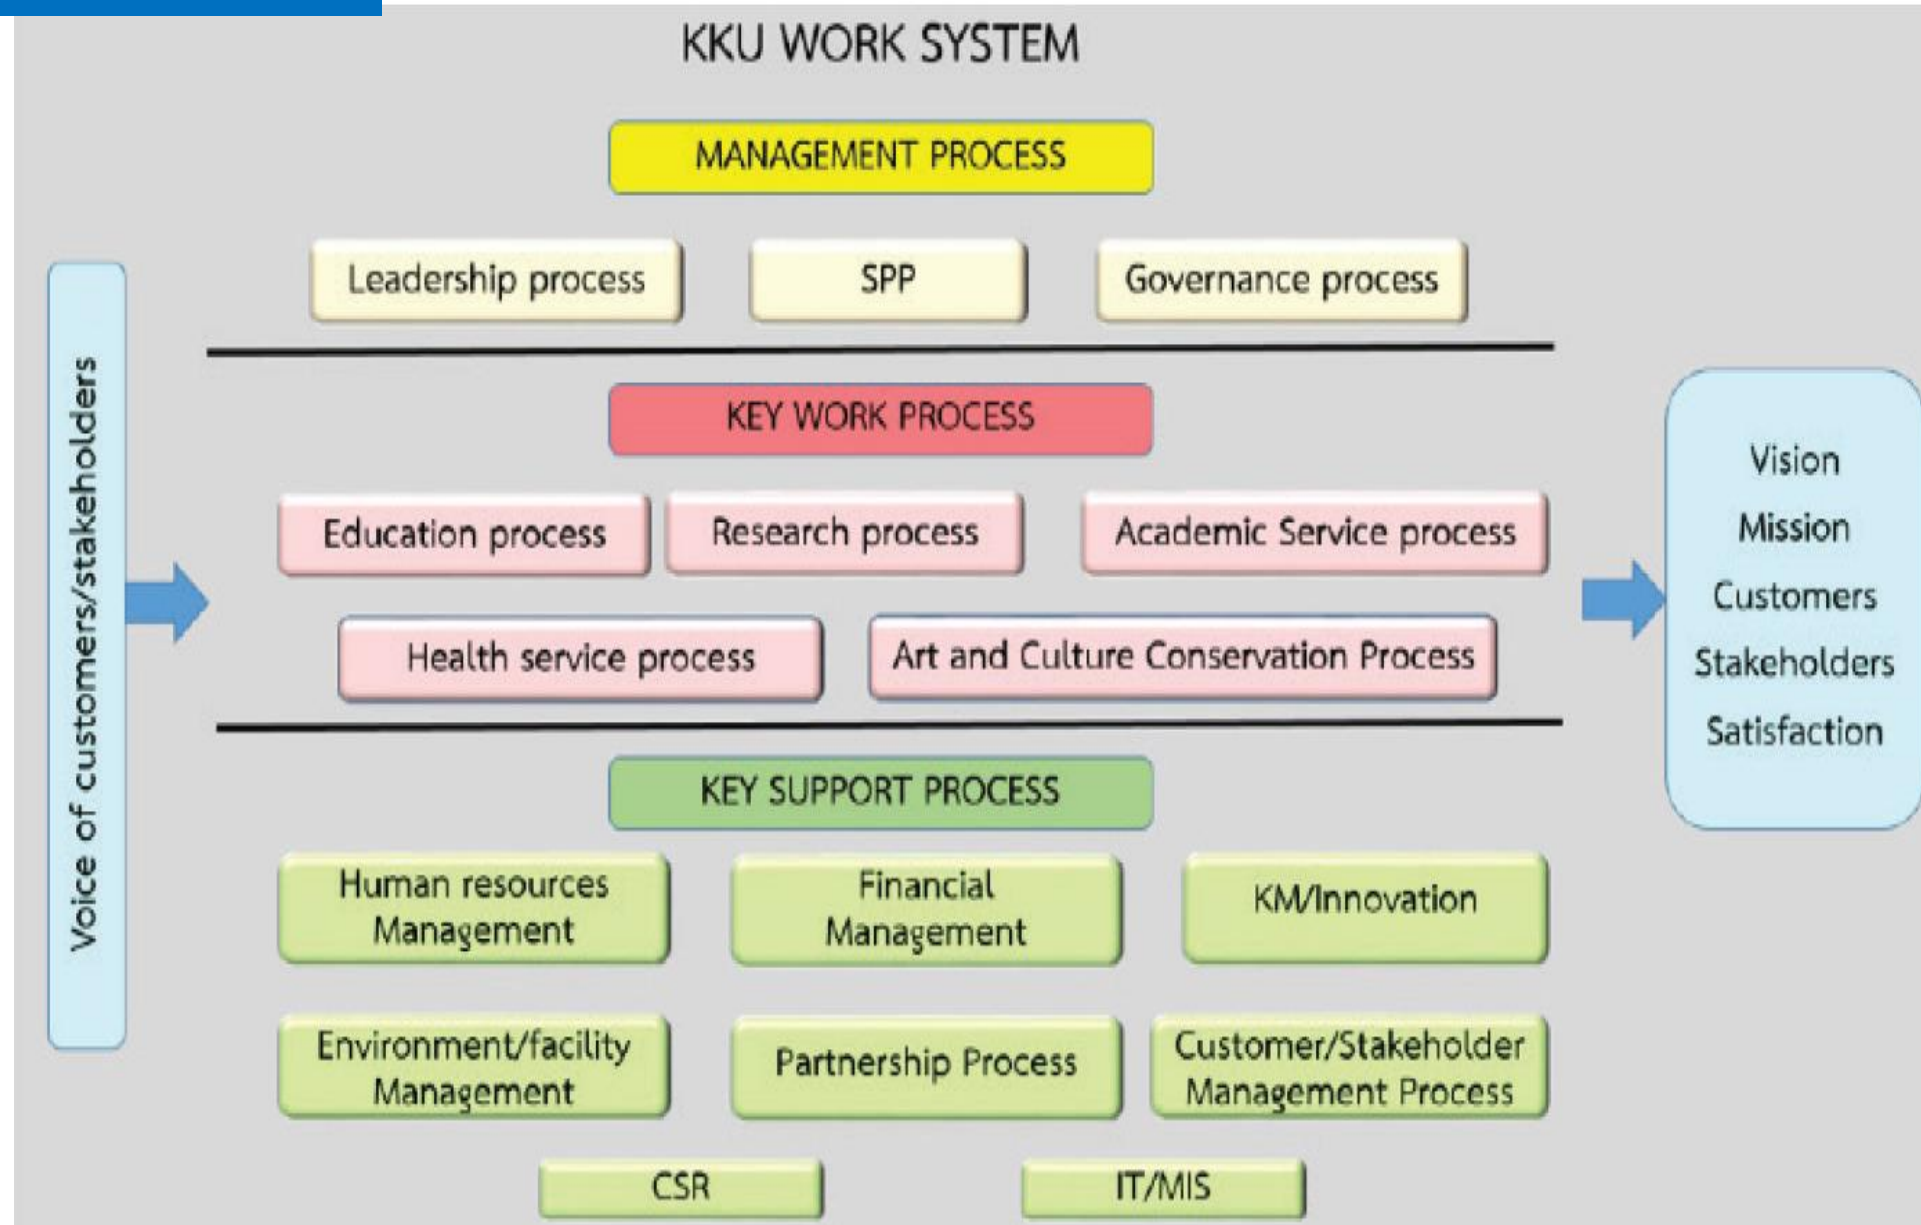 KKU WORK SYSTEM
MANAGEMENT PROCESS
Leadership process
SPP
Governance process
Voice of customers/stakeholders
KEY WORK PROCESS
Education process
Research process
Academic Service process
Health service process
Art and Culture Conservation Process
Vision
Mission
Customers
Stakeholders
Satisfaction
KEY SUPPORT PROCESS
Human resources
Management
Financial
Management
KM/Innovation
Environment/facility
Management
Partnership Process
Customer/Stakeholder
Management Process
CSR
IT/MIS